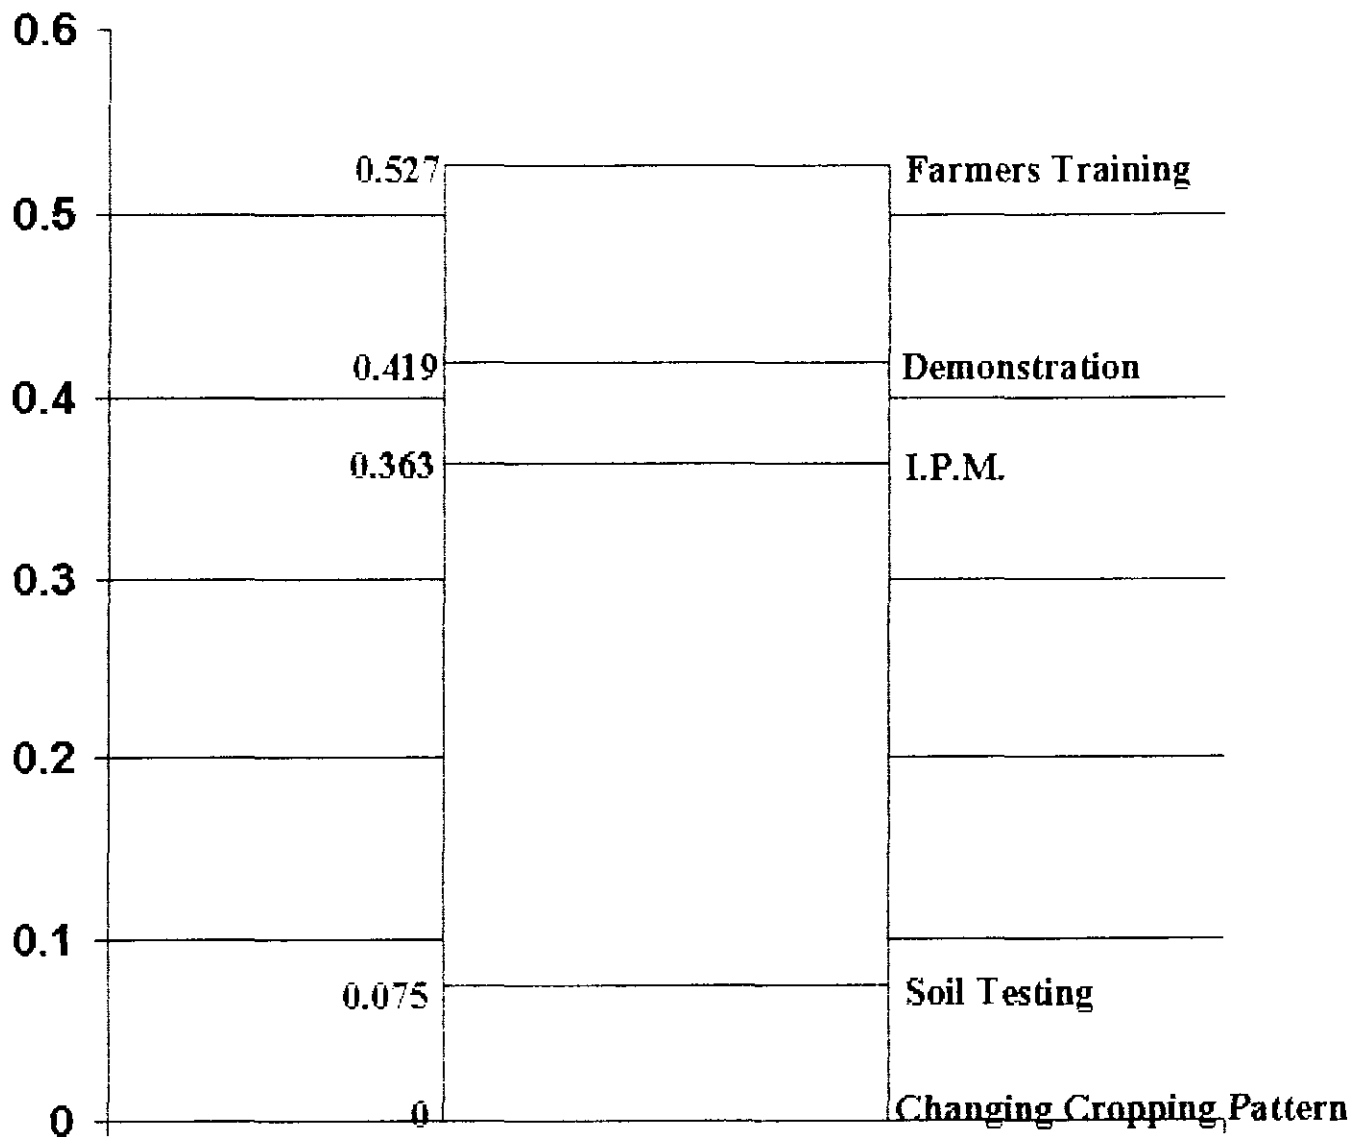 0.6
0.527 Farmers Training
0.5
0.419 Demonstration
0.4
0.363 I.P.M.
0.3
0.2
0.1
0.075 Soil Testing
0 0 Changing Cropping Pattern